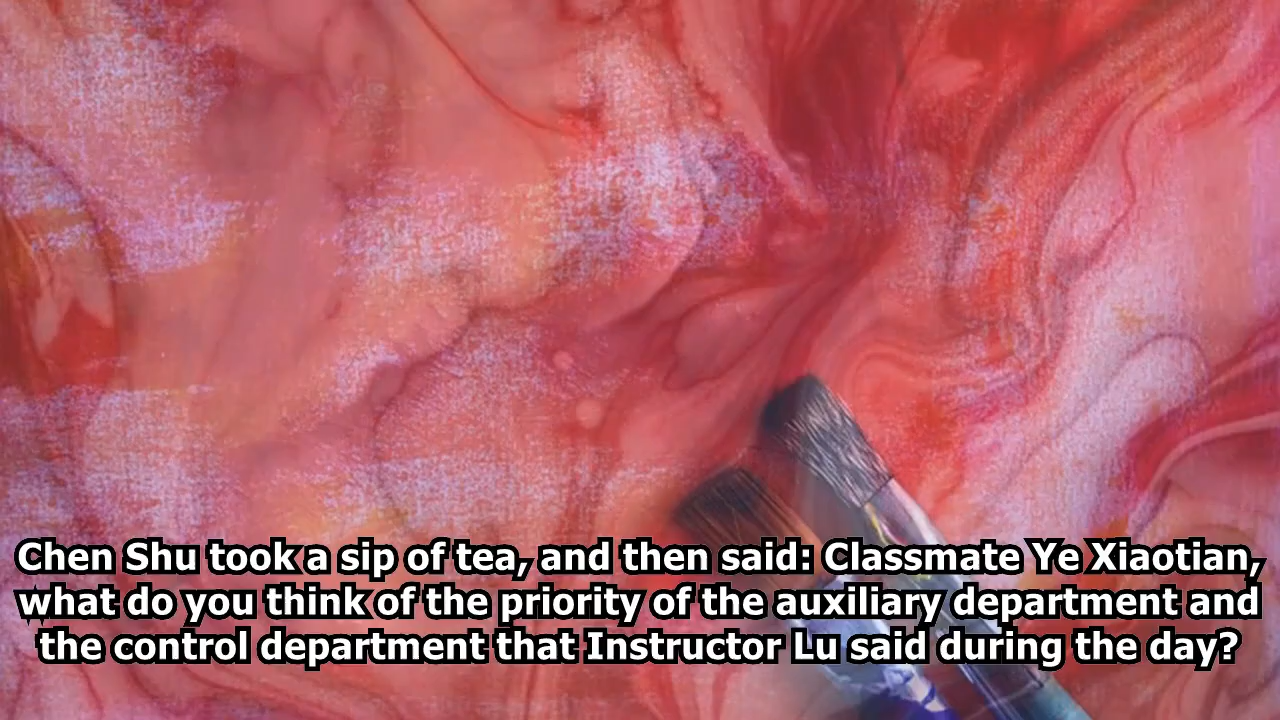 Chen Shu took a sip of tea, and then said: Classmate Ye Xiaotian,
what do you think of the priority of the auxiliary department and
the control department that Instructor Lu said during the day?